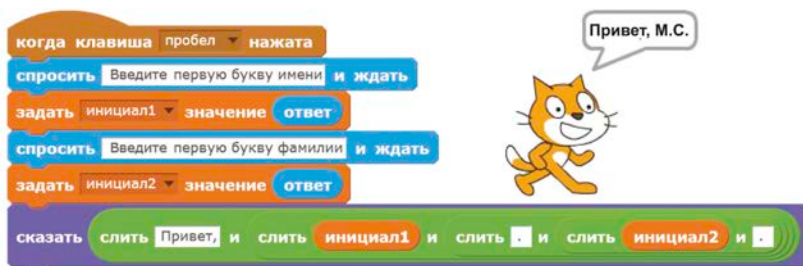 когда клавиша пробел нажата
спросить Введите первую букву имени и ждать
задать инициал1 значение ответ
спросить Введите первую букву фамилии и ждать
задать инициал2 значение ответ
сказать слить Привет, и слить инициал1 и слить . и слить инициал2 и .
Привет, М.С.